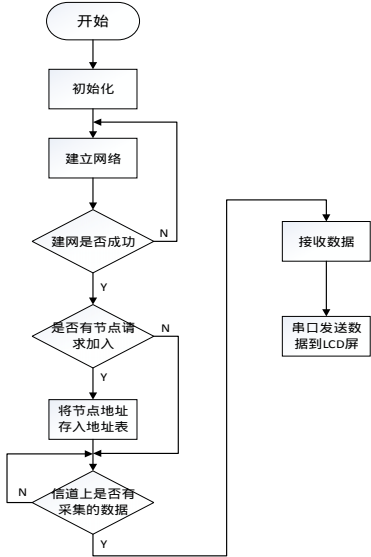 开始
初始化
建立网络
建网是否成功
N
Y
是否有节点请
求加入
N
Y
将节点地址
存入地址表
信道上是否有
采集的数据
N
Y
接收数据
串口发送数
据到LCD屏